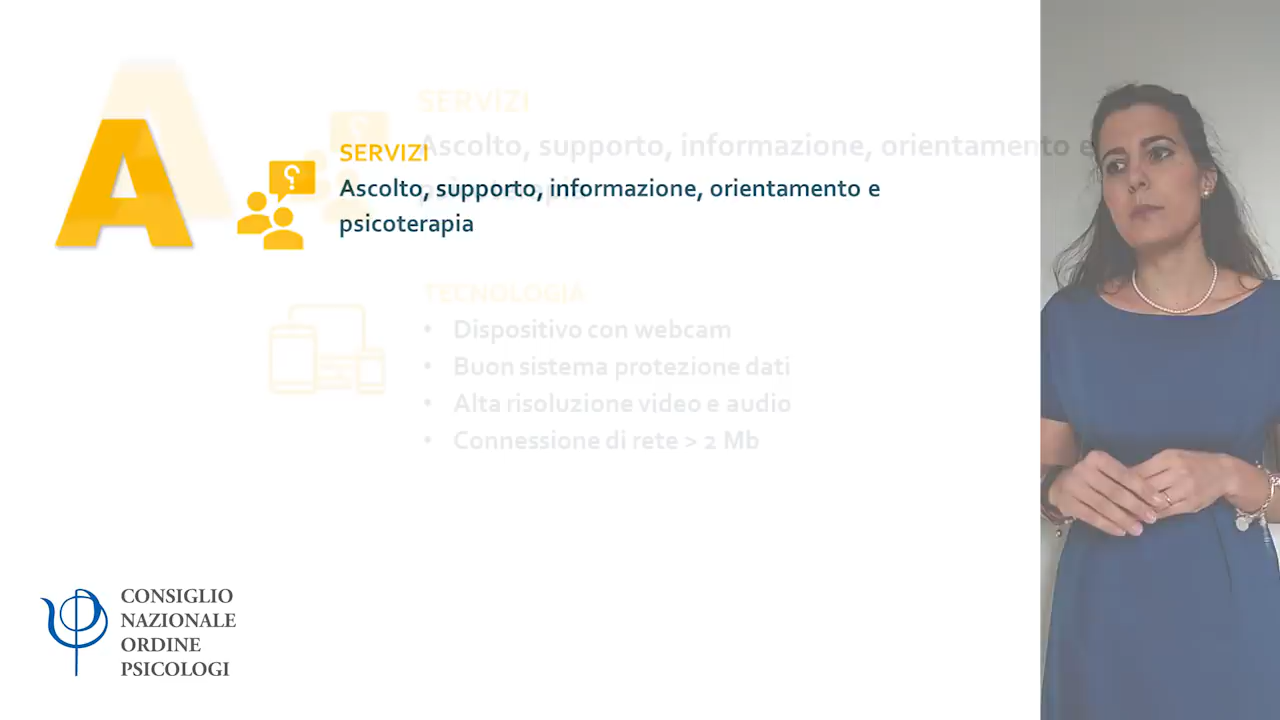 A
SERVIZI
Ascolto, supporto, informazione, orientamento e
psicoterapia
A
SERVIZI
Ascolto, supporto, informazione, orientamento e
psicoterapia
TECNOLOGIA
• Dispositivo con webcam
• Buon sistema protezione dati
• Alta risoluzione video e audio
• Connessione di rete > 2 Mb
CONSIGLIO
NAZIONALE
ORDINE
PSICOLOGI